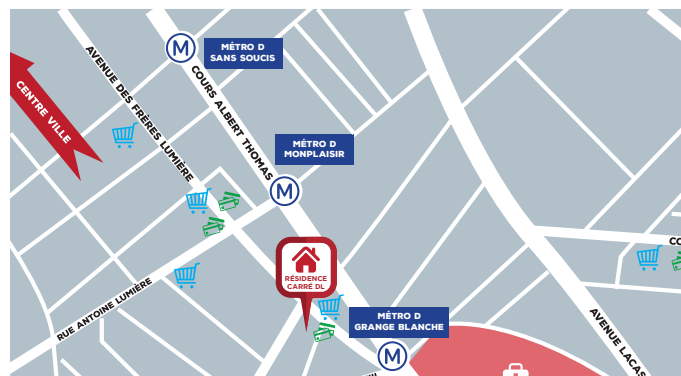 MÉTRO D
SANS SOUCIS
AVENUE DES FRÈRES LUMIÈRE
COURS ALBERT THOMAS
CENTRE VILLE
MÉTRO D
MONPLAISIR
M
M
RÉSIDENCE
CARRÉ DL
RUE ANTOINE LUMIÈRE
MÉTRO D
GRANGE BLANCHE
M
AVENUE LACAS
CO